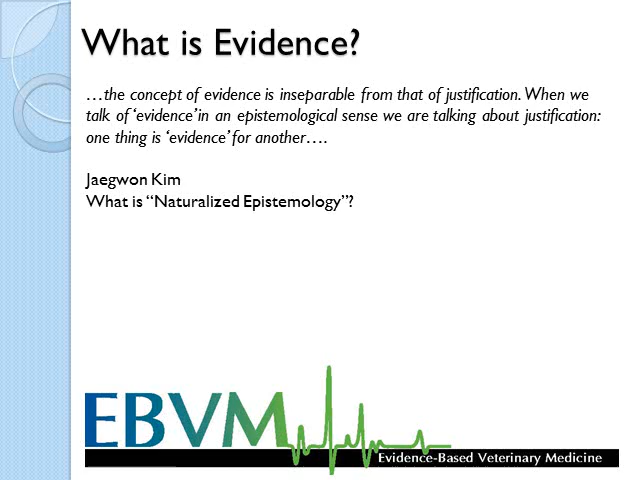 What is Evidence?
…the concept of evidence is inseparable from that of justification. When we
talk of ‘evidence’ in an epistemological sense we are talking about justification:
one thing is ‘evidence’ for another….
Jaegwon Kim
What is “Naturalized Epistemology”?
EBVM
Evidence-Based Veterinary Medicine